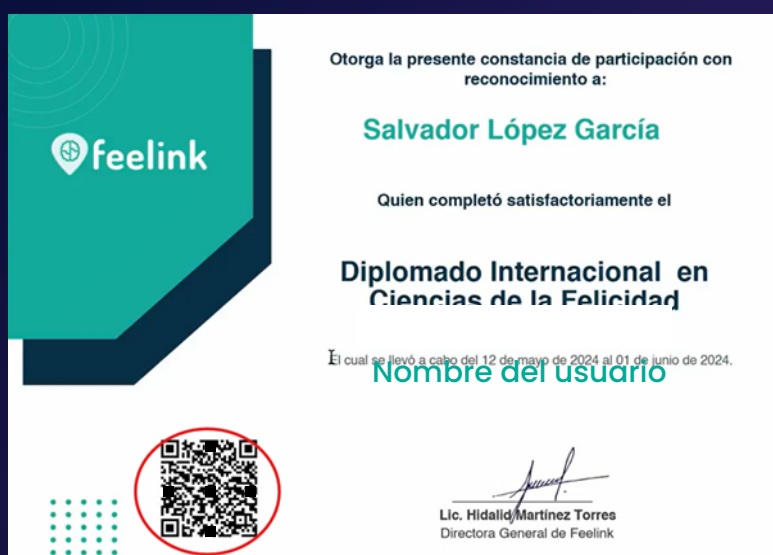 feelink
Otorga la presente constancia de participación con
reconocimiento a:
Salvador López García
Quien completó satisfactoriamente el
Diplomado Internacional en
Ciencias de la Felicidad
El cual se llevó a cabo del 12 de mayo de 2024 al 01 de junio de 2024.
Nombre del usuario
Lic. Hidalid Martínez Torres
Directora General de Feelink